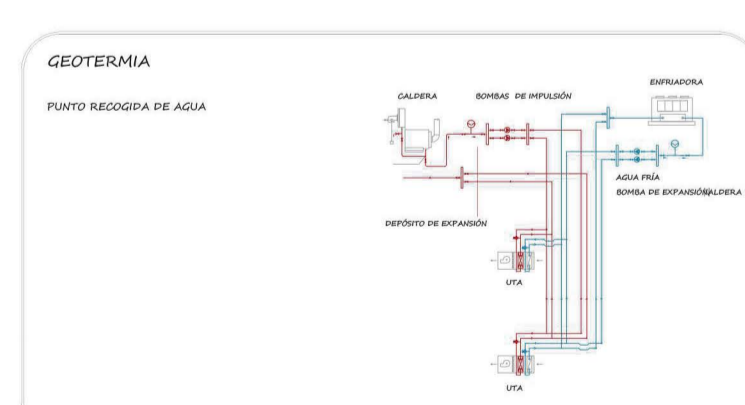 GEOTERMIA
PUNTO RECOGIDA DE AGUA
CALDERA
BOMBAS DE IMPULSIÓN
ENFRIADORA
AGUA FRÍA
BOMBA DE EXPANSIÓN
CALDERA
DEPÓSITO DE EXPANSIÓN
UTA
UTA